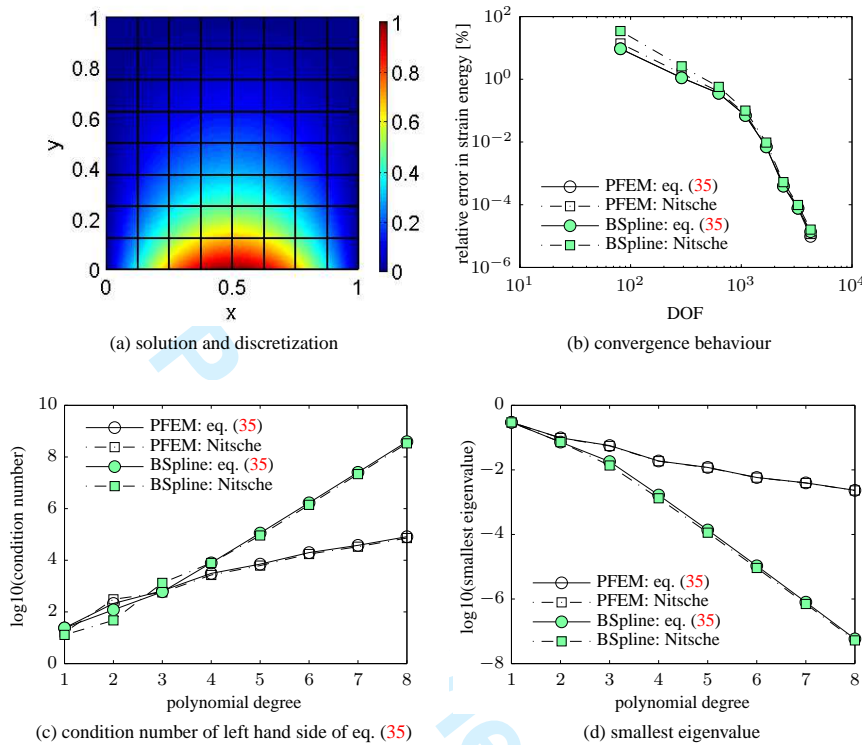 1
0.8
0.6
0.4
0.2
0
0 0.5 1
y
x
1
0.8
0.6
0.4
0.2
0
(a) solution and discretization
10^2
10^0
10^−2
10^−4
10^−6
10^1 10^2 10^3 10^4
relative error in strain energy [%]
DOF
PFEM: eq. (35)
PFEM: Nitsche
BSpline: eq. (35)
BSpline: Nitsche
(b) convergence behaviour
10
8
6
4
2
0
1 2 3 4 5 6 7 8
log10(condition number)
polynomial degree
PFEM: eq. (35)
PFEM: Nitsche
BSpline: eq. (35)
BSpline: Nitsche
(c) condition number of left hand side of eq. (35)
0
−2
−4
−6
−8
1 2 3 4 5 6 7 8
log10(smallest eigenvalue)
polynomial degree
PFEM: eq. (35)
PFEM: Nitsche
BSpline: eq. (35)
BSpline: Nitsche
(d) smallest eigenvalue